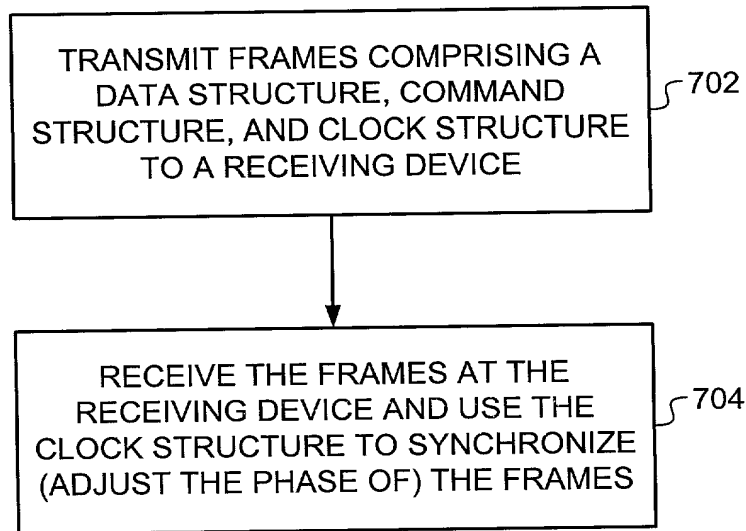 TRANSMIT FRAMES COMPRISING A
DATA STRUCTURE, COMMAND
STRUCTURE, AND CLOCK STRUCTURE
TO A RECEIVING DEVICE
702
RECEIVE THE FRAMES AT THE
RECEIVING DEVICE AND USE THE
CLOCK STRUCTURE TO SYNCHRONIZE
(ADJUST THE PHASE OF) THE FRAMES
704